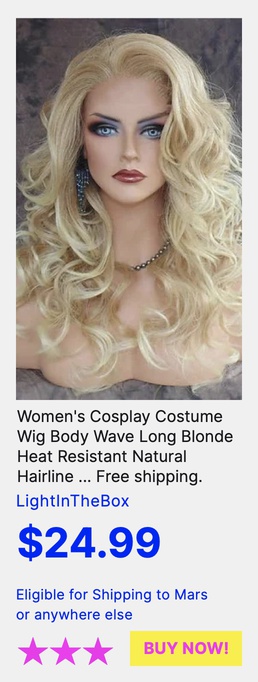 Women's Cosplay Costume
Wig Body Wave Long Blonde
Heat Resistant Natural
Hairline ... Free shipping.
LightInTheBox
$24.99
Eligible for Shipping to Mars
or anywhere else
BUY NOW!